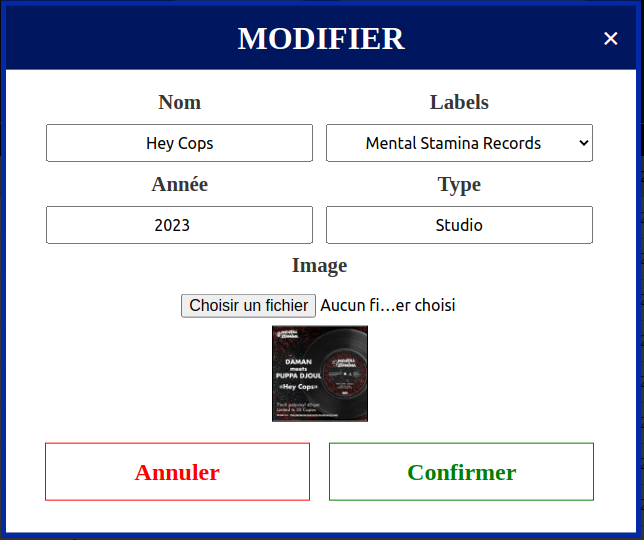 MODIFIER ×
Nom
Labels
Hey Cops
Mental Stamina Records
Année
Type
2023
Studio
Image
Choisir un fichier Aucun fi…er choisi
DAMAN
meets
PUPPA DJOUL
«Hey Cops»
Annuler
Confirmer